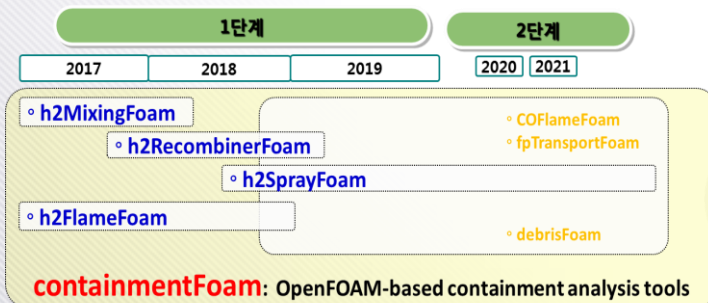 1단계
2단계
2017
2018
2019
2020
2021
◦ h2MixingFoam
◦ COFlameFoam
◦ h2RecombinerFoam
◦ fpTransportFoam
◦ h2SprayFoam
◦ h2FlameFoam
◦ debrisFoam
containmentFoam: OpenFOAM-based containment analysis tools